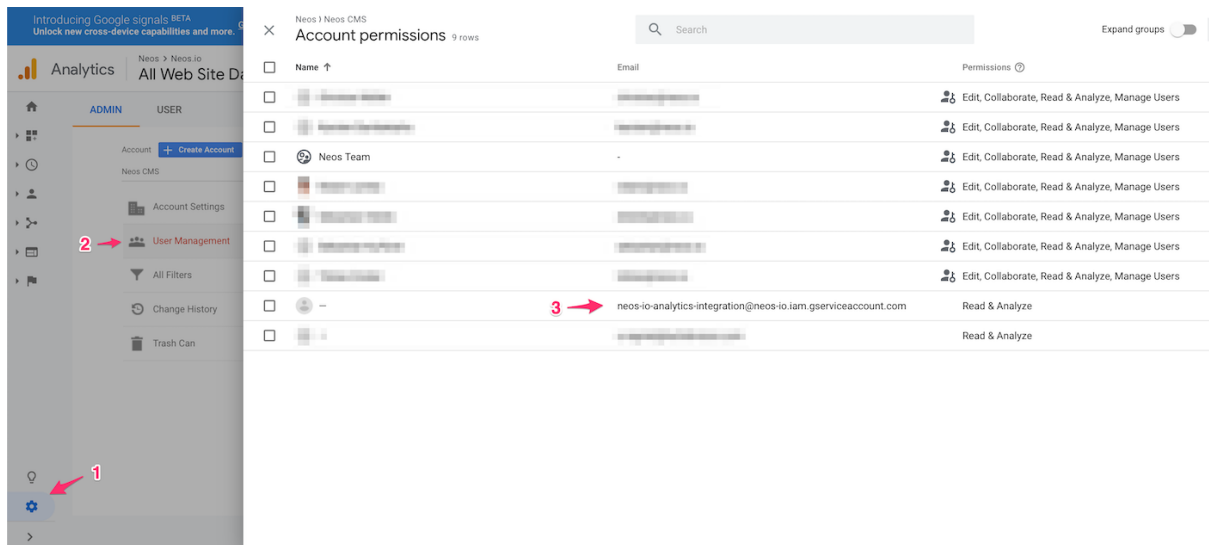 Introducing Google signals BETA
Unlock new cross-device capabilities and more.
Analytics
Neos > Neos.io
All Web Site Da
ADMIN
USER
Account
+ Create Account
Neos CMS
Account Settings
2
User Management
All Filters
Change History
Trash Can
1
Neos > Neos CMS
Account permissions 9 rows
Search
Expand groups
Name
Email
Permissions
Edit, Collaborate, Read & Analyze, Manage Users
Edit, Collaborate, Read & Analyze, Manage Users
Neos Team - Edit, Collaborate, Read & Analyze, Manage Users
Edit, Collaborate, Read & Analyze, Manage Users
Edit, Collaborate, Read & Analyze, Manage Users
Edit, Collaborate, Read & Analyze, Manage Users
Edit, Collaborate, Read & Analyze, Manage Users
— 3 neos-io-analytics-integration@neos-io.iam.gserviceaccount.com Read & Analyze
Read & Analyze